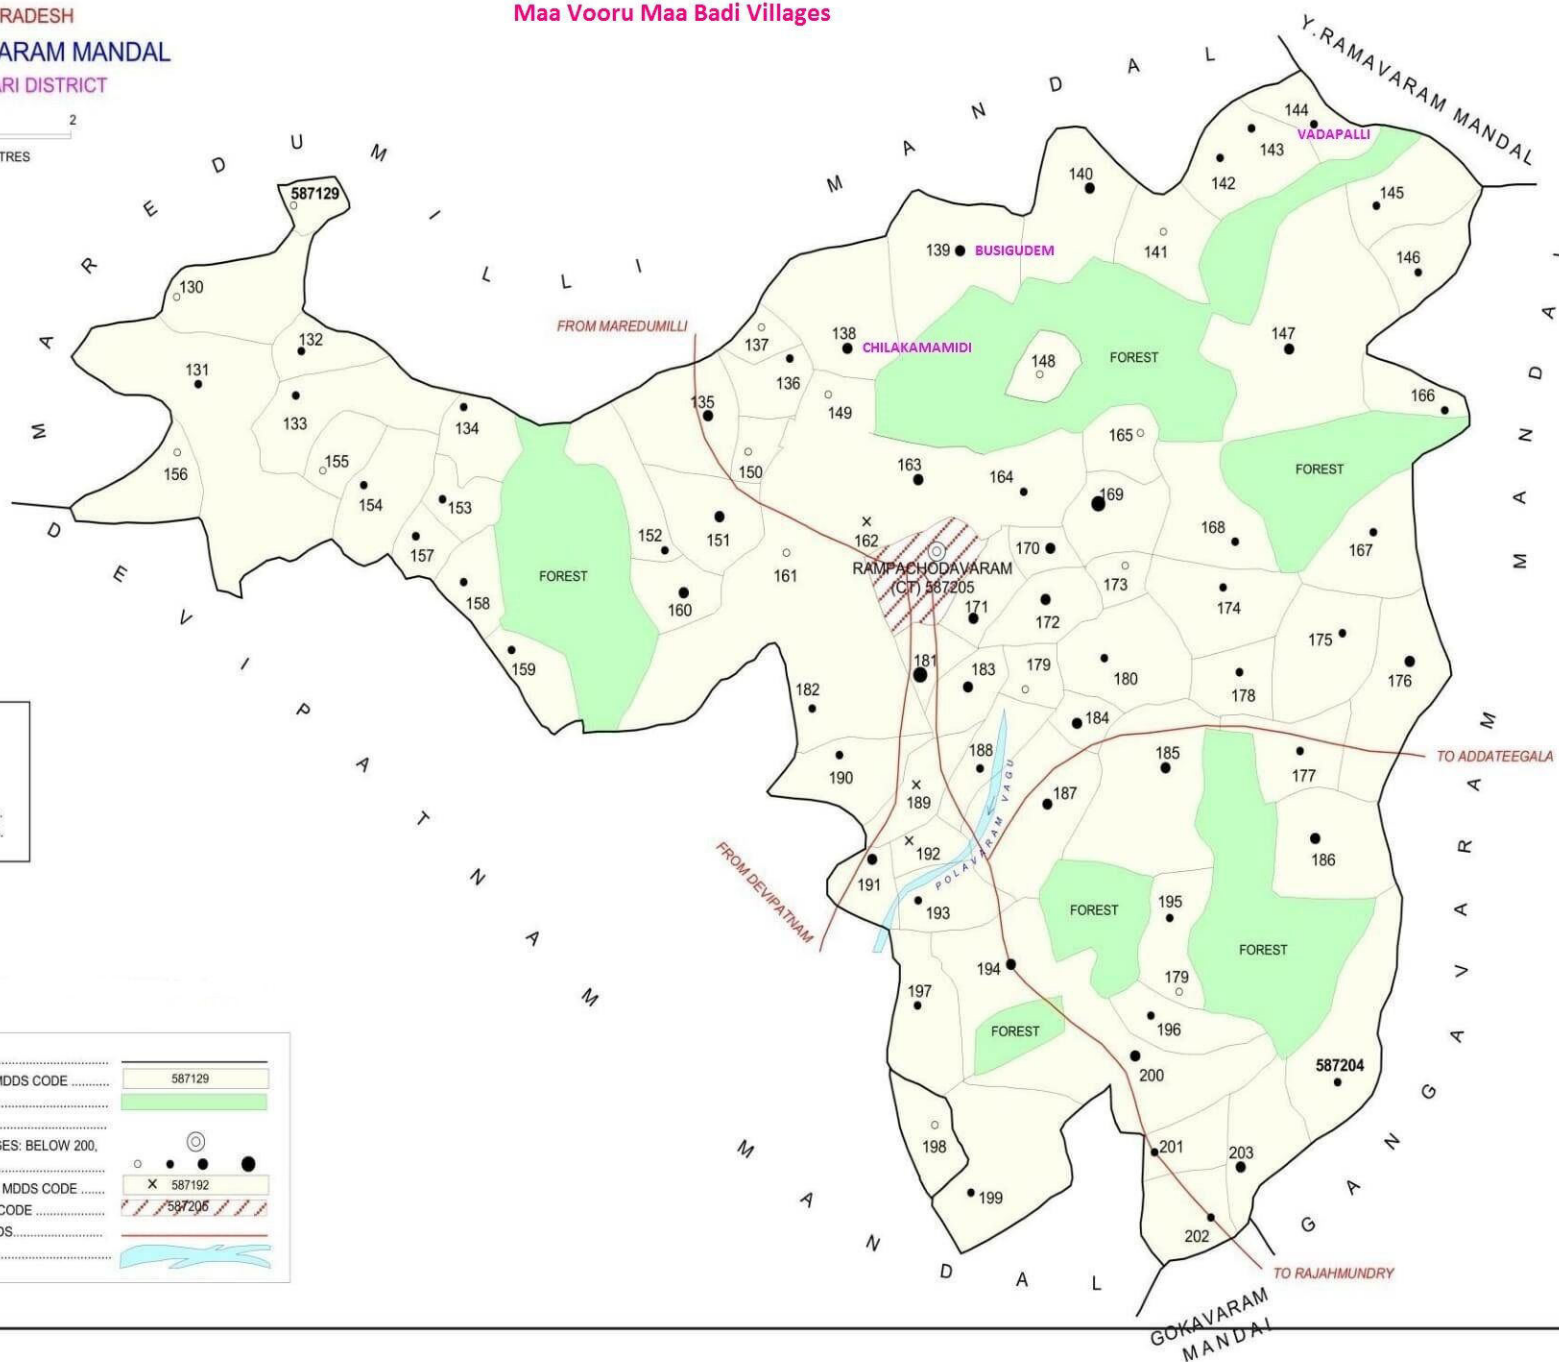 Maa Vooru Maa Badi Villages
RADESH
ARAM MANDAL
RI DISTRICT
2
TRES
Y.RAMAVARAM MANDAL
MAREDUMILLI MANDAL
587129
130
131
132
133
134
156
155
154
153
157
158
159
FOREST
FROM MAREDUMILLI
135
136
137
138 CHILAKAMAMIDI
139 BUSIGUDEM
140
141
142
143
144
VADAPALLI
145
146
147
148
FOREST
149
150
151
152
160
161
162
163
164
165
166
FOREST
167
168
169
170
RAMPACHODAVARAM
(CT) 587205
171
172
173
174
175
176
177
178
179
180
181
182
183
184
185
186
187
188
189
190
191
192
193
194
195
179
196
197
198
199
200
201
202
203
587204
FOREST
FOREST
FOREST
POLAVARAM VAGU
TO ADDATEEGALA
FROM DEVIPATNAM
TO RAJAHMUNDRY
DEVIPATNAM MANDAL
GANGAVARAM MANDAL
GOKAVARAM
MANDAL
MDDS CODE ........... 587129
GES: BELOW 200,
MDDS CODE ....... 587192
CODE .................... 587205
DS..........................